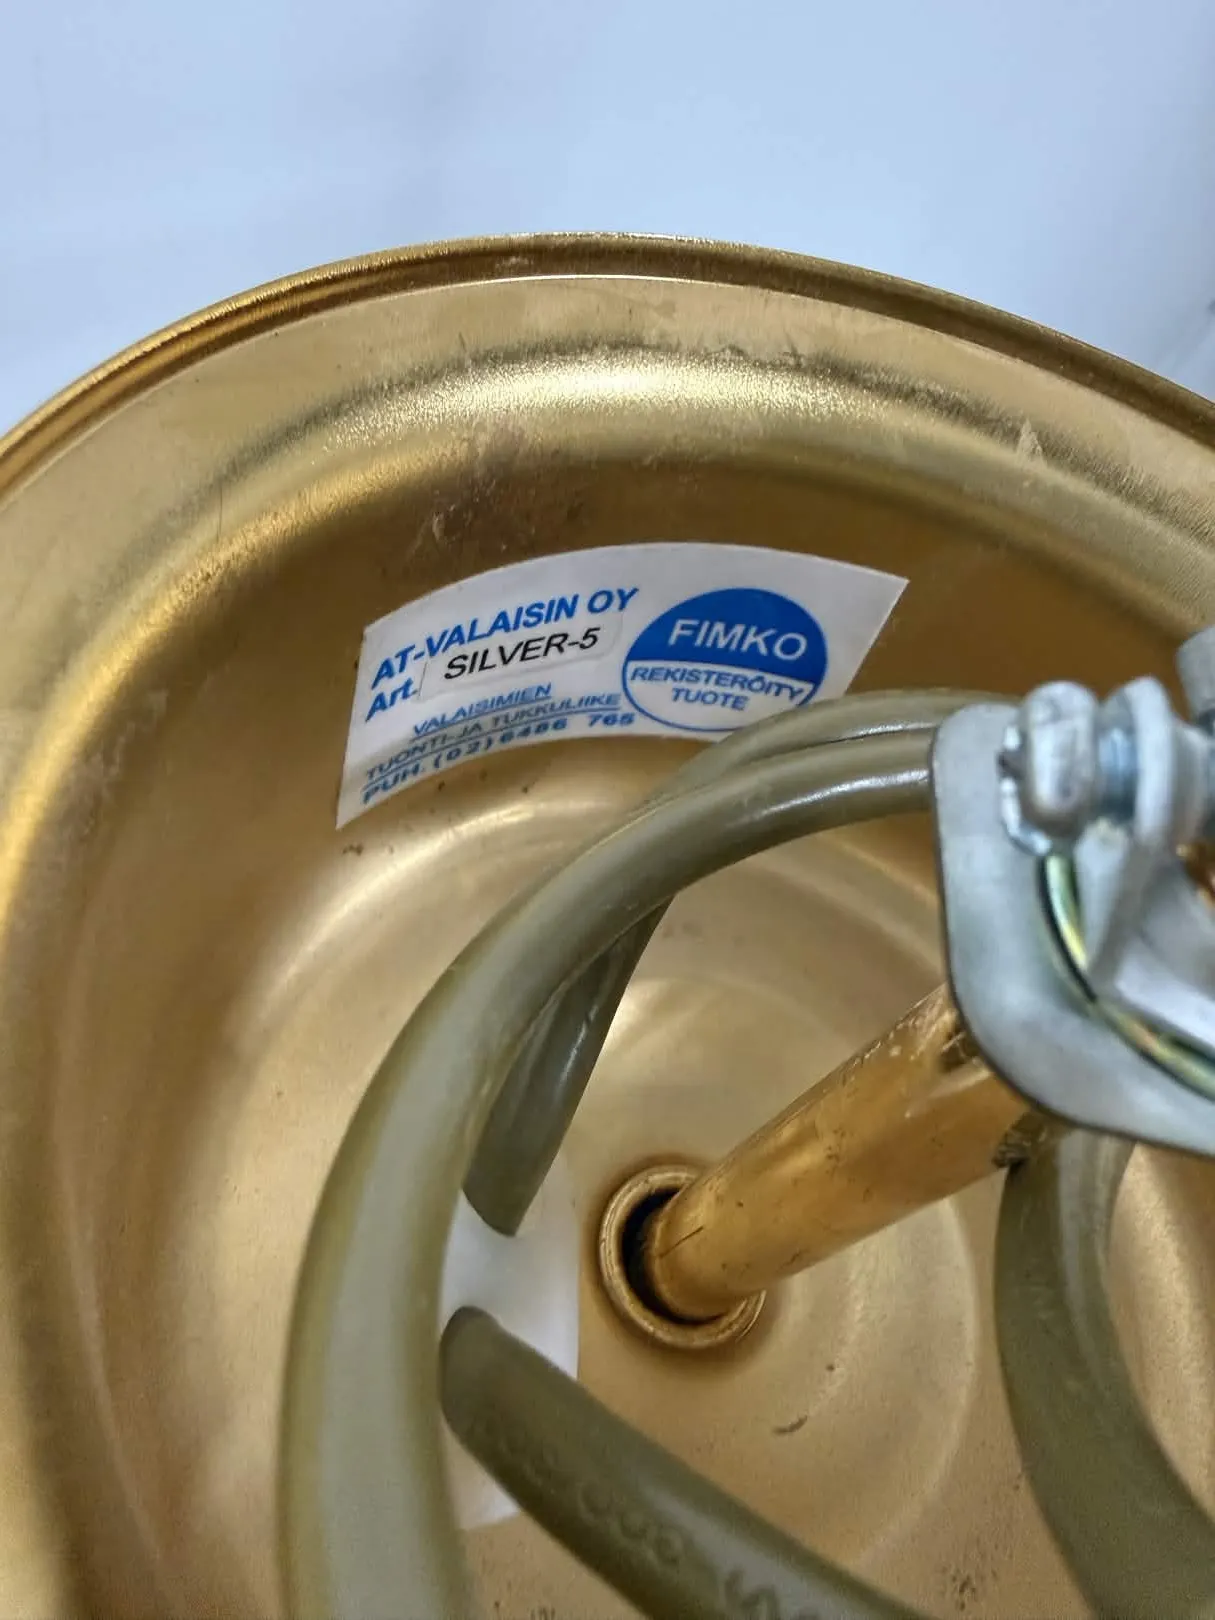 AT-VALAISIN OY
Art. SILVER-5
VALAISIMIEN
TUONTI-JA TUKKULIIKE
PUH. (02) 6486 765
FIMKO
REKISTERÖITY
TUOTE